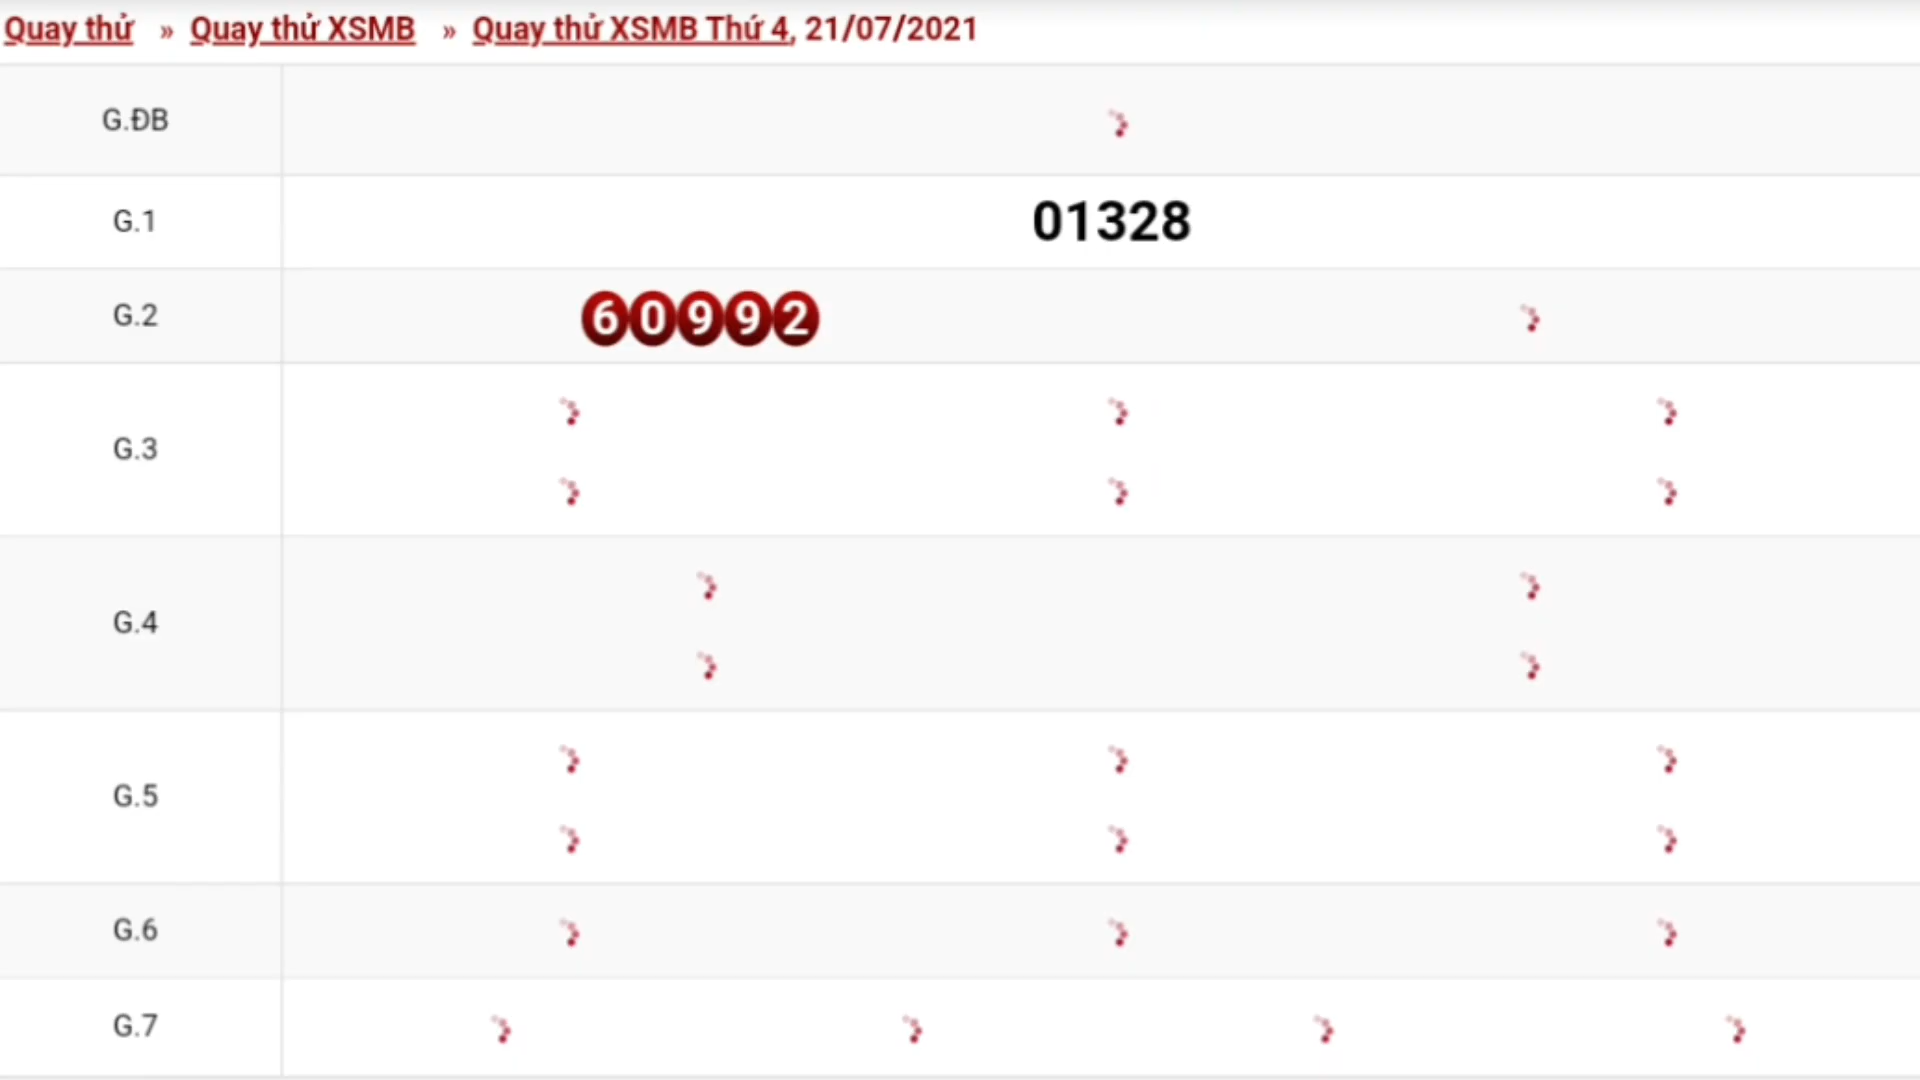 Quay thử » Quay thử XSMB » Quay thử XSMB Thứ 4, 21/07/2021
G.ĐB
G.1 01328
G.2 60992
G.3
G.4
G.5
G.6
G.7